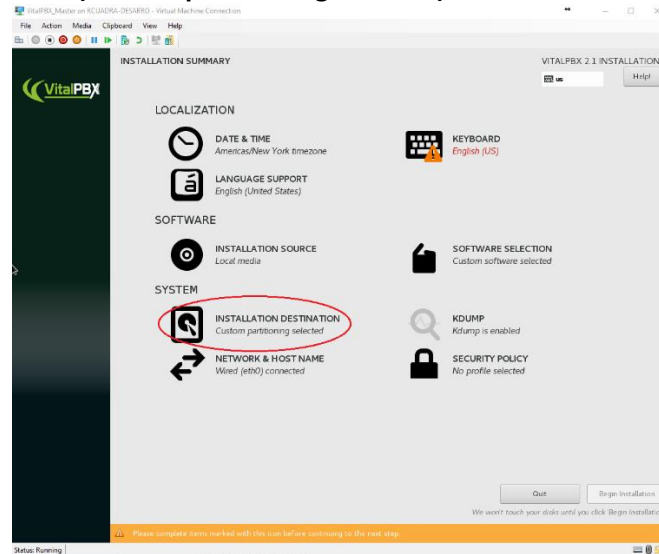 VitalPBX_Master on RCUADRA-DESARRO - Virtual Machine Connection
File Action Media Clipboard View Help
INSTALLATION SUMMARY
VITALPBX 2.1 INSTALLATION
us
Help!
VitalPBX
LOCALIZATION
DATE & TIME
Americas/New York timezone
KEYBOARD
English (US)
LANGUAGE SUPPORT
English (United States)
SOFTWARE
INSTALLATION SOURCE
Local media
SOFTWARE SELECTION
Custom software selected
SYSTEM
INSTALLATION DESTINATION
Custom partitioning selected
KDUMP
Kdump is enabled
NETWORK & HOST NAME
Wired (eth0) connected
SECURITY POLICY
No profile selected
Quit
Begin Installation
We won't touch your disks until you click 'Begin Installatio
Please complete items marked with this icon before continuing to the next step.
Status: Running